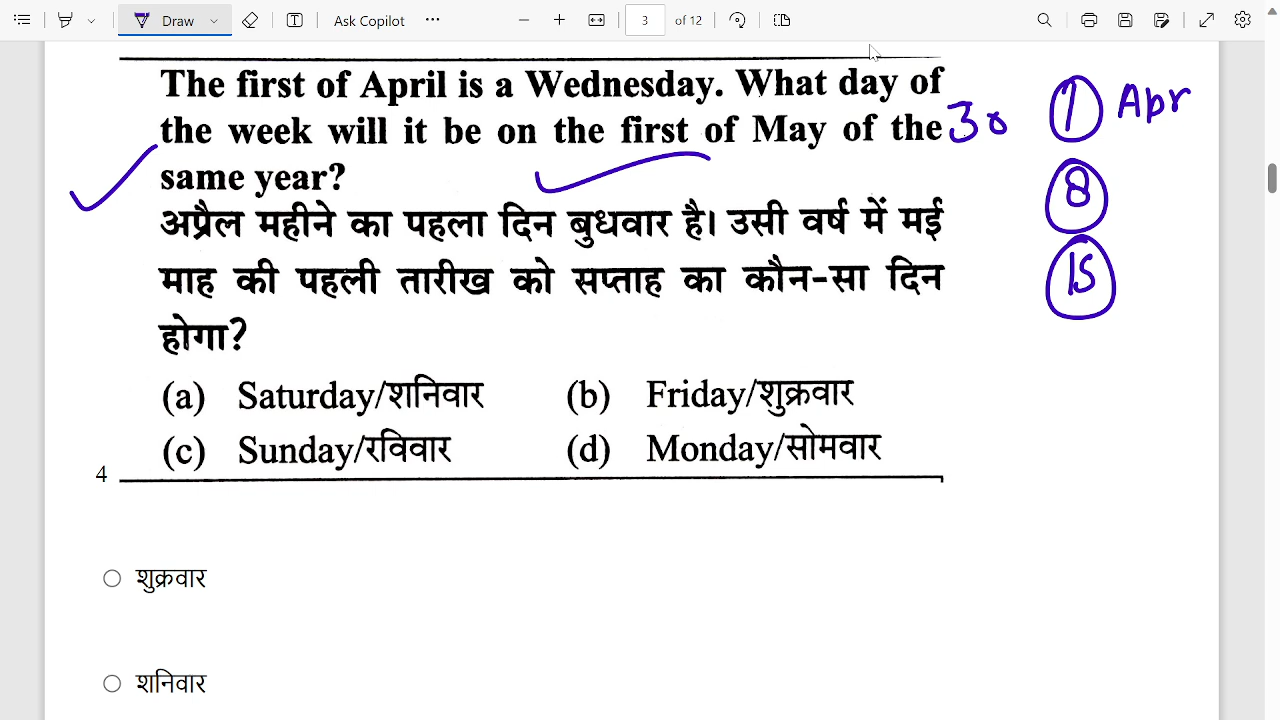 Draw
Ask Copilot
3 of 12
The first of April is a Wednesday. What day of
the week will it be on the first of May of the
same year?
अप्रैल महीने का पहला दिन बुधवार है। उसी वर्ष में मई
माह की पहली तारीख को सप्ताह का कौन-सा दिन
होगा?
(a) Saturday/शनिवार (b) Friday/शुक्रवार
(c) Sunday/रविवार (d) Monday/सोमवार
4
30
1 Apr
8
15
शुक्रवार
शनिवार